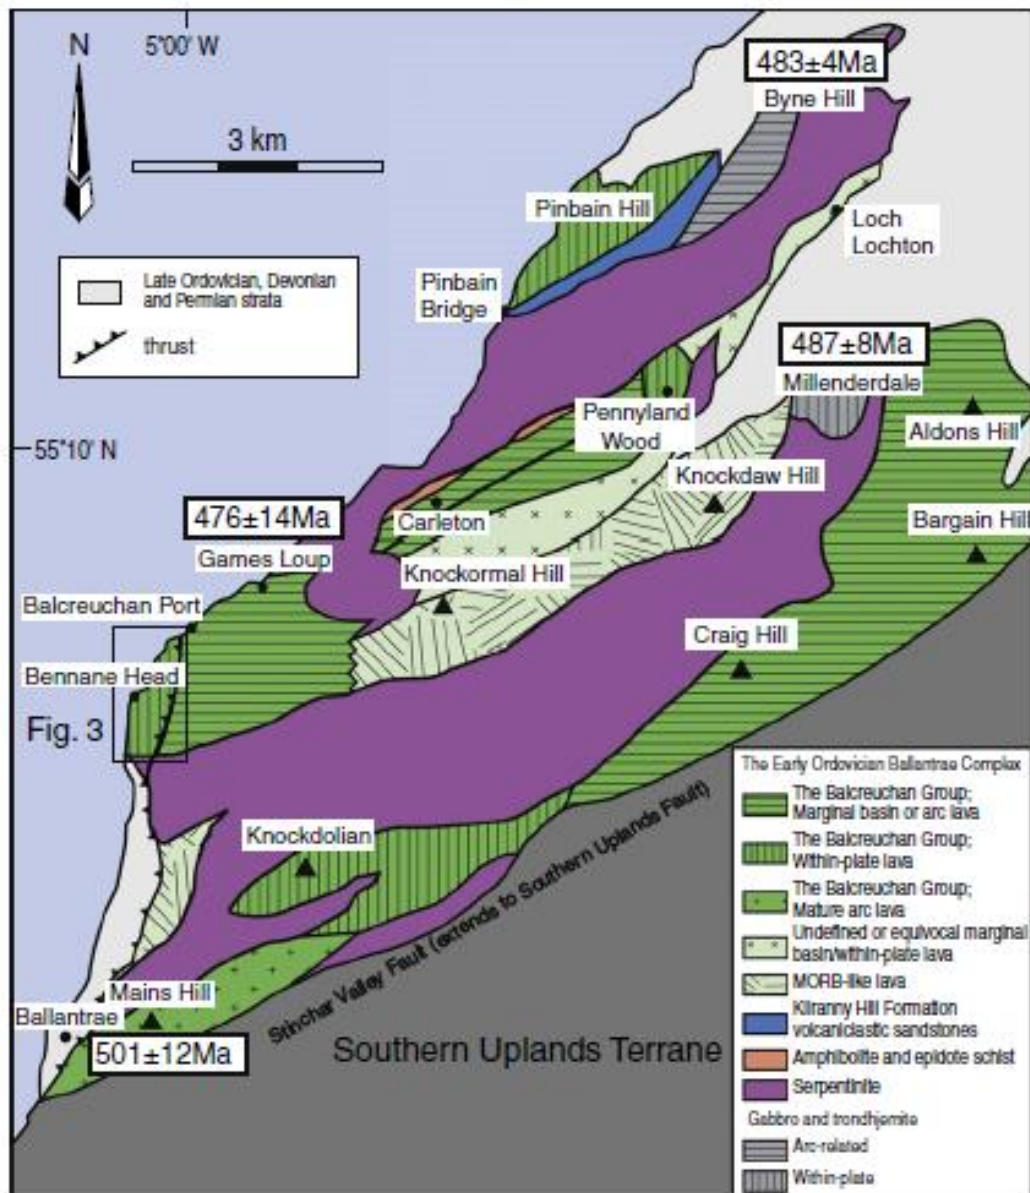 N
5°00' W
483±4Ma
Byne Hill
3 km
Pinbain Hill
Loch
Lochton
Late Ordovician, Devonian
and Permian strata
thrust
Pinbain
Bridge
487±8Ma
Millenderdale
Pennyland
Wood
Aldons Hill
55°10' N
Knockdaw Hill
476±14Ma
Carleton
Bargain Hill
Games Loup
Knockormal Hill
Balcreuchan Port
Craig Hill
Bennane Head
Fig. 3
The Early Ordovician Ballantrae Complex
The Balcreuchan Group;
Marginal basin or arc lava
The Balcreuchan Group;
Within-plate lava
The Balcreuchan Group;
Mature arc lava
Undefined or equivocal marginal
basin/within-plate lava
MORB-like lava
Kilranny Hill Formation
volcaniclastic sandstones
Amphibolite and epidote schist
Serpentinite
Gabbro and trondhjemite
Arc-related
Within-plate
Knockdolian
Stinchar Valley Fault (extends to Southern Uplands Fault)
Mains Hill
Ballantrae
501±12Ma
Southern Uplands Terrane